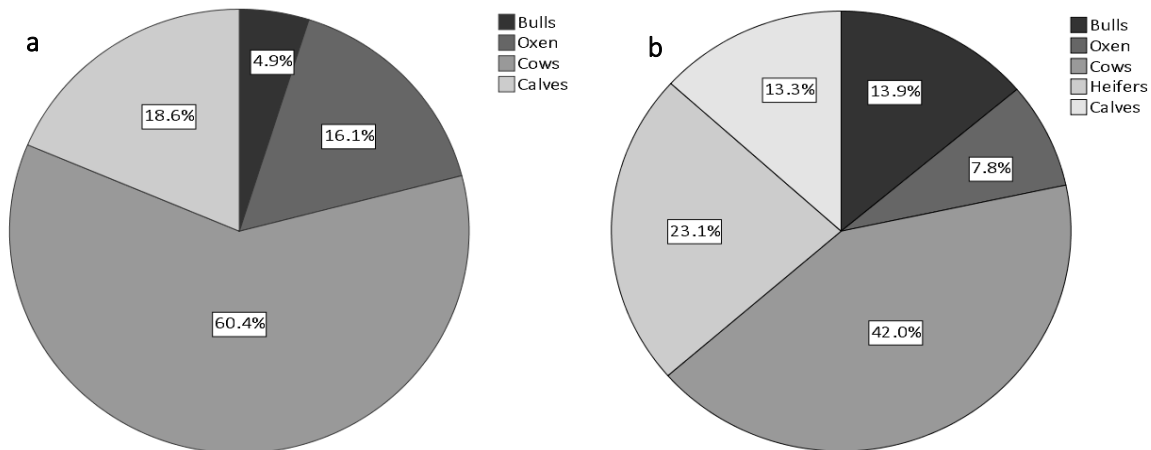 a
Bulls
Oxen
Cows
Calves
4.9%
16.1%
18.6%
60.4%
b
Bulls
Oxen
Cows
Heifers
Calves
13.3%
13.9%
7.8%
23.1%
42.0%